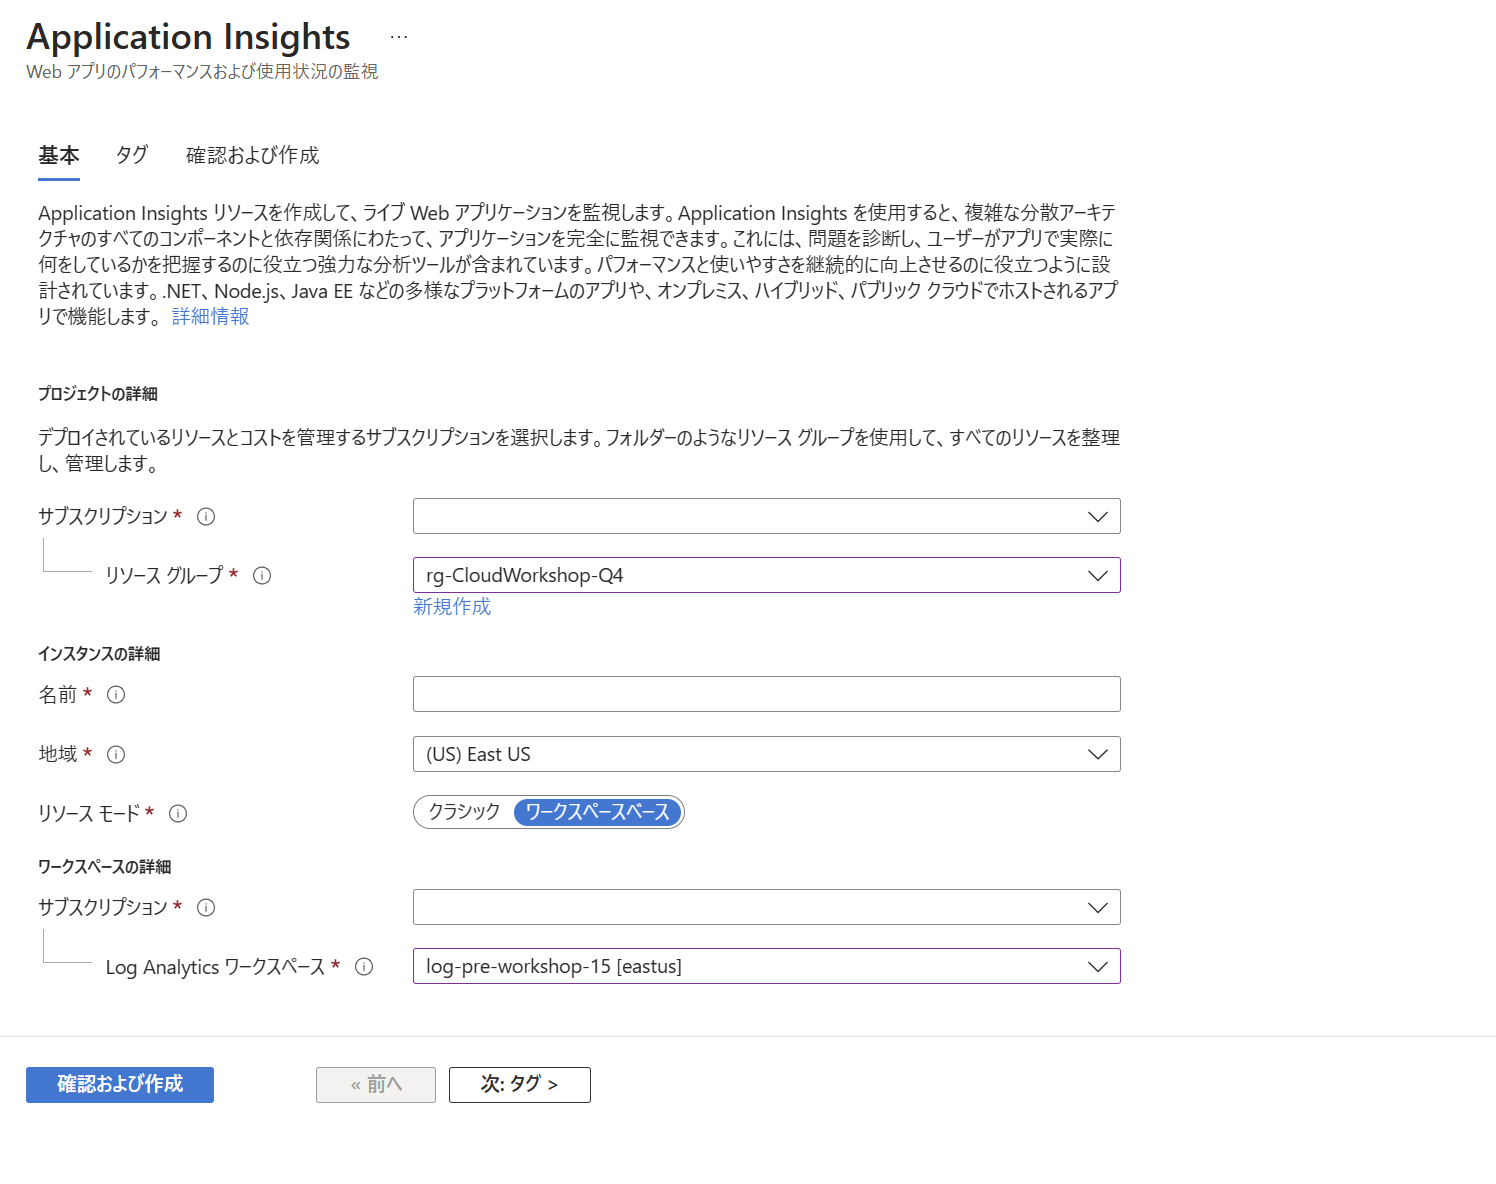 Application Insights …
Web アプリのパフォーマンスおよび使用状況の監視
基本 タグ 確認および作成
Application Insights リソースを作成して、ライブ Web アプリケーションを監視します。Application Insights を使用すると、複雑な分散アーキテ
クチャのすべてのコンポーネントと依存関係にわたって、アプリケーションを完全に監視できます。これには、問題を診断し、ユーザーがアプリで実際に
何をしているかを把握するのに役立つ強力な分析ツールが含まれています。パフォーマンスと使いやすさを継続的に向上させるのに役立つように設
計されています。.NET、Node.js、Java EE などの多様なプラットフォームのアプリや、オンプレミス、ハイブリッド、パブリック クラウドでホストされるアプ
リで機能します。 詳細情報
プロジェクトの詳細
デプロイされているリソースとコストを管理するサブスクリプションを選択します。フォルダーのようなリソース グループを使用して、すべてのリソースを整理
し、管理します。
サブスクリプション *
リソース グループ * rg-CloudWorkshop-Q4
新規作成
インスタンスの詳細
名前 *
地域 * (US) East US
リソース モード * クラシック ワークスペースベース
ワークスペースの詳細
サブスクリプション *
Log Analytics ワークスペース * log-pre-workshop-15 [eastus]
確認および作成 « 前へ 次: タグ >